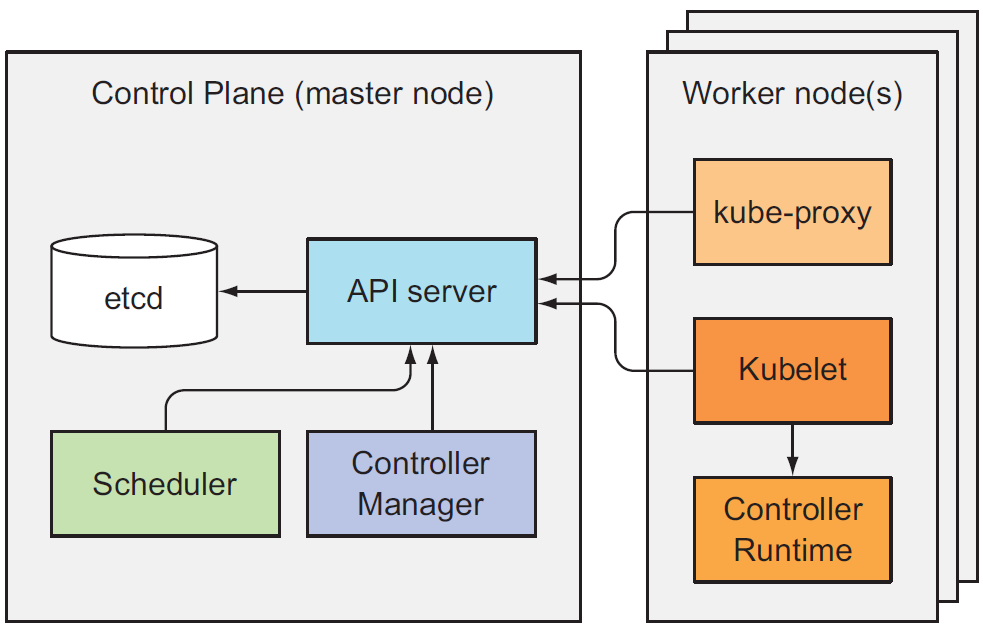 Control Plane (master node)
etcd
API server
Scheduler
Controller
Manager
Worker node(s)
kube-proxy
Kubelet
Controller
Runtime